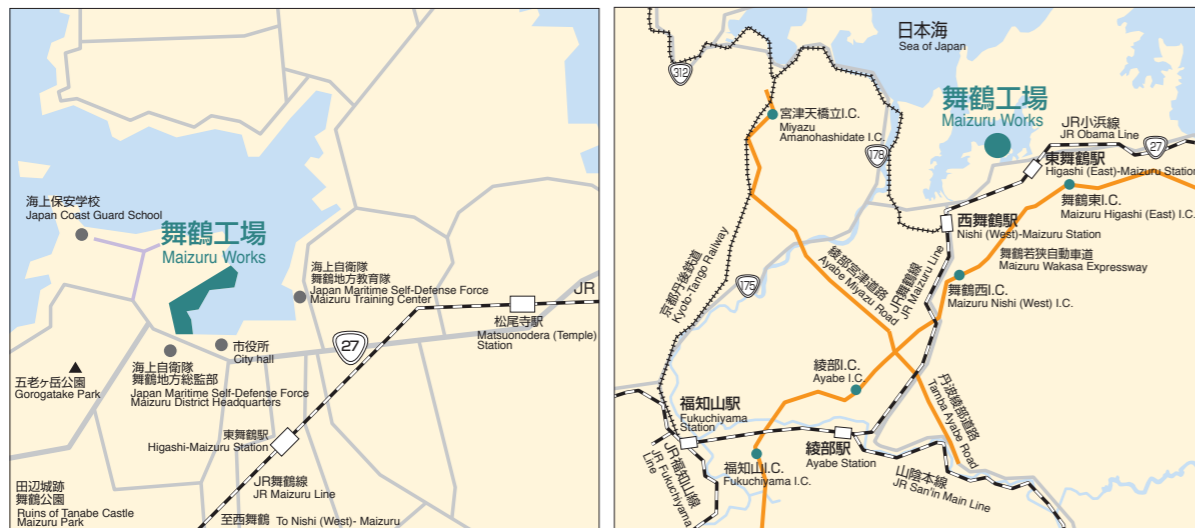 海上保安学校
Japan Coast Guard School
舞鶴工場
Maizuru Works
海上自衛隊
舞鶴地方教育隊
Japan Maritime Self-Defense Force
Maizuru Training Center
JR
松尾寺駅
Matsuonodera (Temple)
Station
27
市役所
City hall
五老ヶ岳公園
Gorogatake Park
海上自衛隊
舞鶴地方総監部
Japan Maritime Self-Defense Force
Maizuru District Headquarters
東舞鶴駅
Higashi-Maizuru Station
田辺城跡
舞鶴公園
Ruins of Tanabe Castle
Maizuru Park
JR舞鶴線
JR Maizuru Line
至西舞鶴 To Nishi (West)- Maizuru
日本海
Sea of Japan
312
宮津天橋立I.C.
Miyazu
Amanohashidate I.C.
舞鶴工場
Maizuru Works
JR小浜線
JR Obama Line
27
178
東舞鶴駅
Higashi (East)-Maizuru Station
舞鶴東I.C.
Maizuru Higashi (East) I.C.
西舞鶴駅
Nishi (West)-Maizuru Station
舞鶴若狭自動車道
Maizuru Wakasa Expressway
京都丹後鉄道
Kyoto-Tango Railway
175
綾部宮津道路
Ayabe Miyazu Road
JR舞鶴線
JR Maizuru Line
舞鶴西I.C.
Maizuru Nishi (West) I.C.
綾部I.C.
Ayabe I.C.
福知山駅
Fukuchiyama
Station
丹波綾部道路
Tamba Ayabe Road
綾部駅
Ayabe Station
JR福知山線
JR Fukuchiyama
Line
福知山I.C.
Fukuchiyama I.C.
山陰本線
JR San'in Main Line